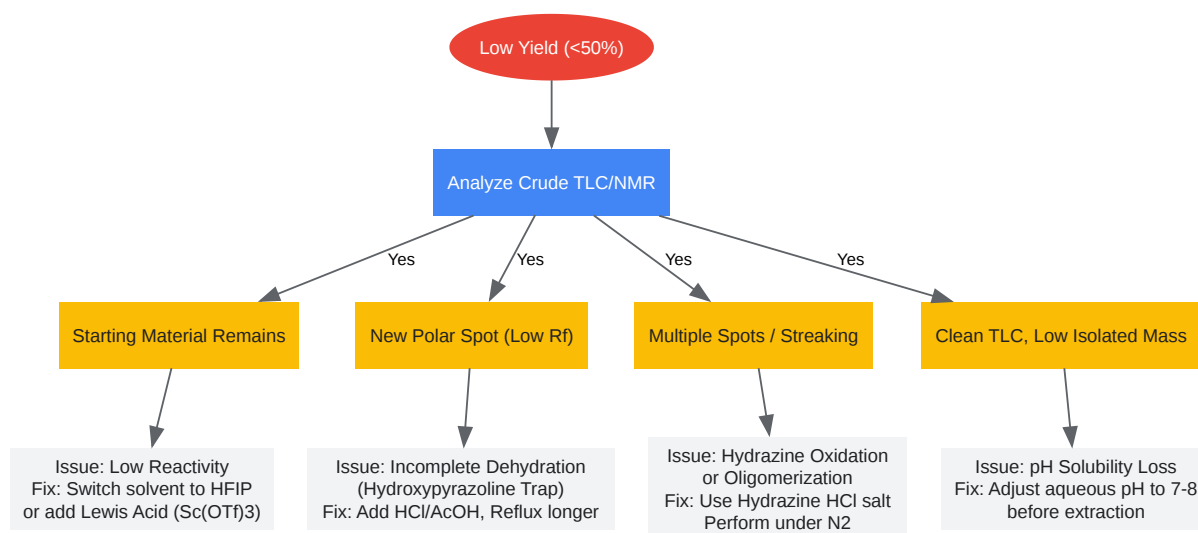 Low Yield (<50%)
Analyze Crude TLC/NMR
Yes
Yes
Yes
Yes
Starting Material Remains
New Polar Spot (Low Rf)
Multiple Spots / Streaking
Clean TLC, Low Isolated Mass
Issue: Low Reactivity
Fix: Switch solvent to HFIP
or add Lewis Acid (Sc(OTf)3)
Issue: Incomplete Dehydration
(Hydroxypyrazoline Trap)
Fix: Add HCl/AcOH, Reflux longer
Issue: Hydrazine Oxidation
or Oligomerization
Fix: Use Hydrazine HCl salt
Perform under N2
Issue: pH Solubility Loss
Fix: Adjust aqueous pH to 7-8
before extraction